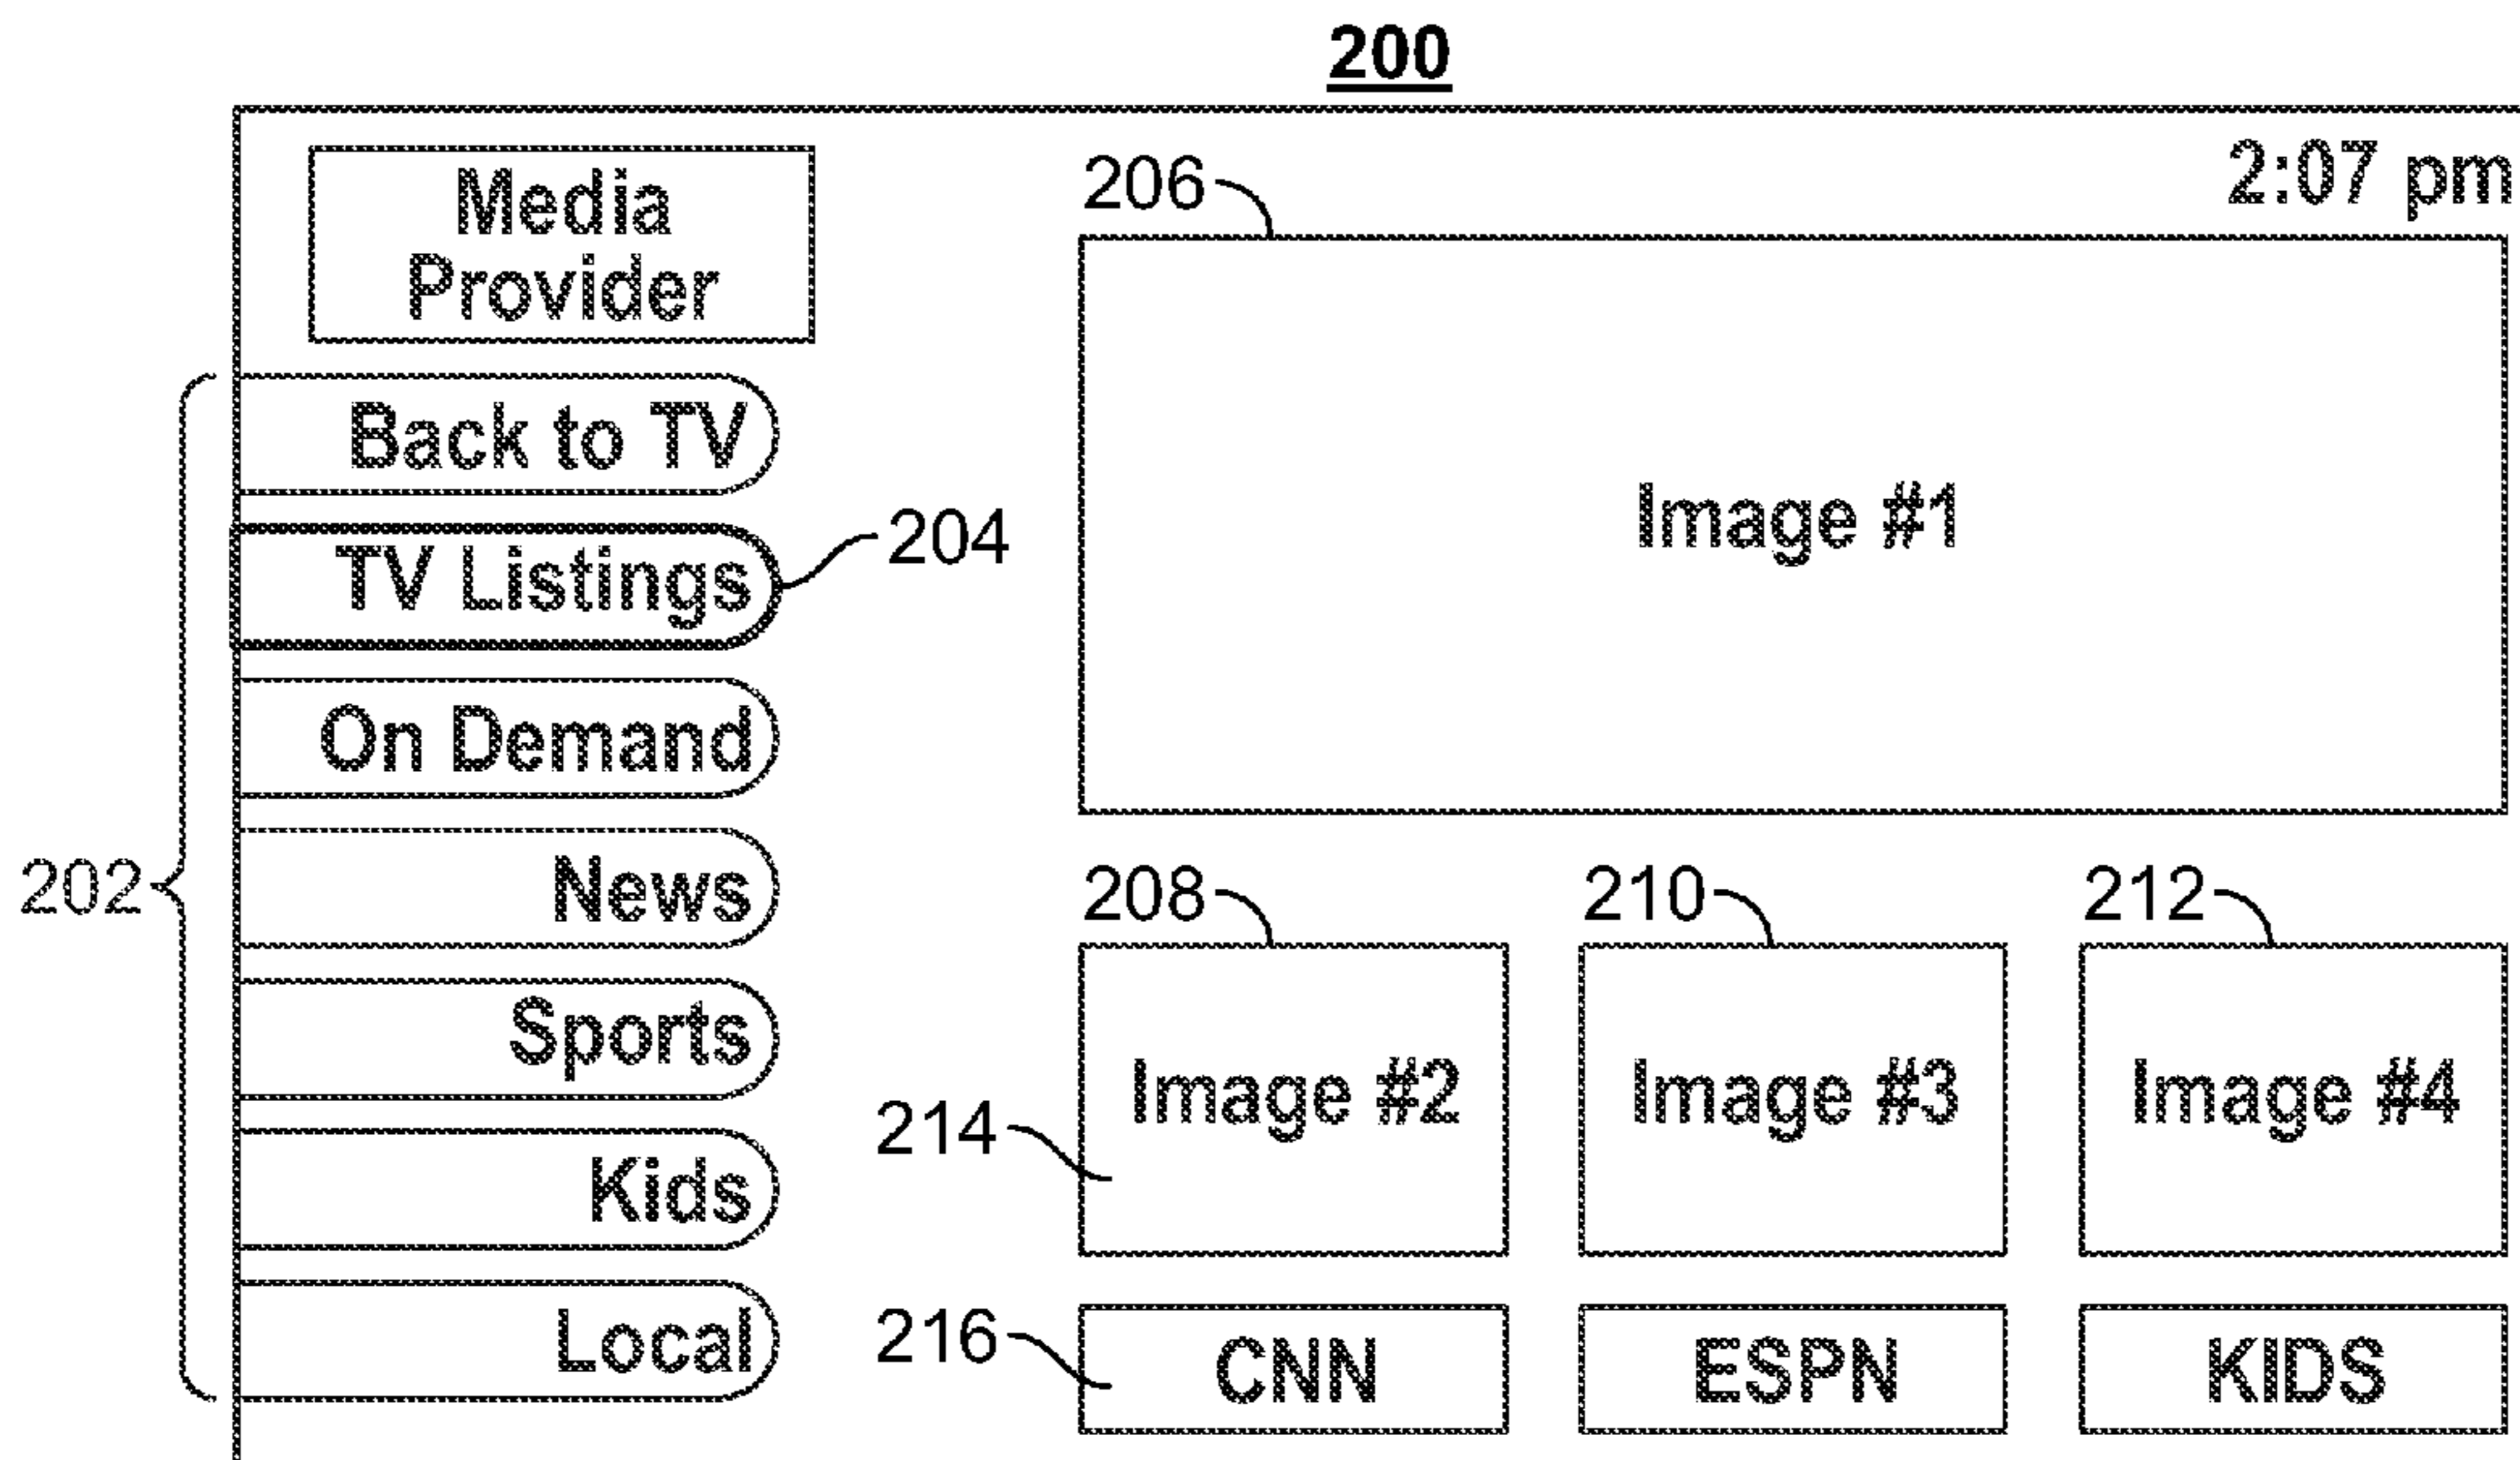 200
2:07 pm
Media
Provider
206
Image #1
202
Back to TV
TV Listings
204
On Demand
News
Sports
Kids
Local
208
210
212
214
Image #2
Image #3
Image #4
216
CNN
ESPN
KIDS